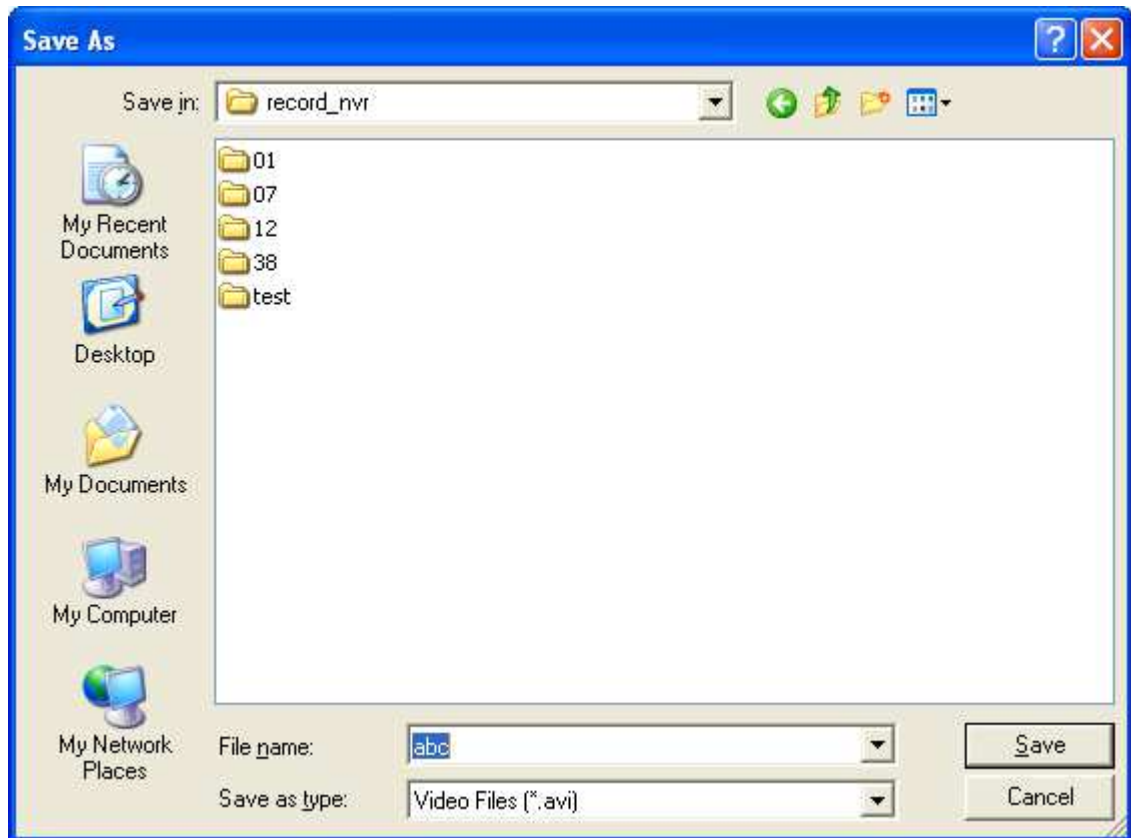 Save As
Save in: record_nvr
01
07
12
38
test
My Recent
Documents
Desktop
My Documents
My Computer
My Network
Places
File name: abc Save
Save as type: Video Files (*.avi) Cancel